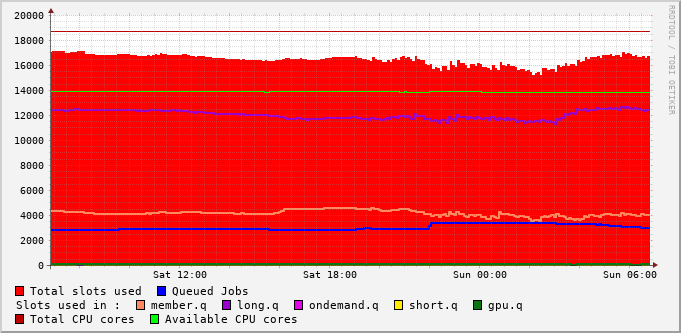 20000
18000
16000
14000
12000
10000
8000
6000
4000
2000
0
Sat 12:00 Sat 18:00 Sun 00:00 Sun 06:00
Total slots used Queued Jobs
Slots used in : member.q long.q ondemand.q short.q gpu.q
Total CPU cores Available CPU cores
RRDTOOL / TOBI OETIKER